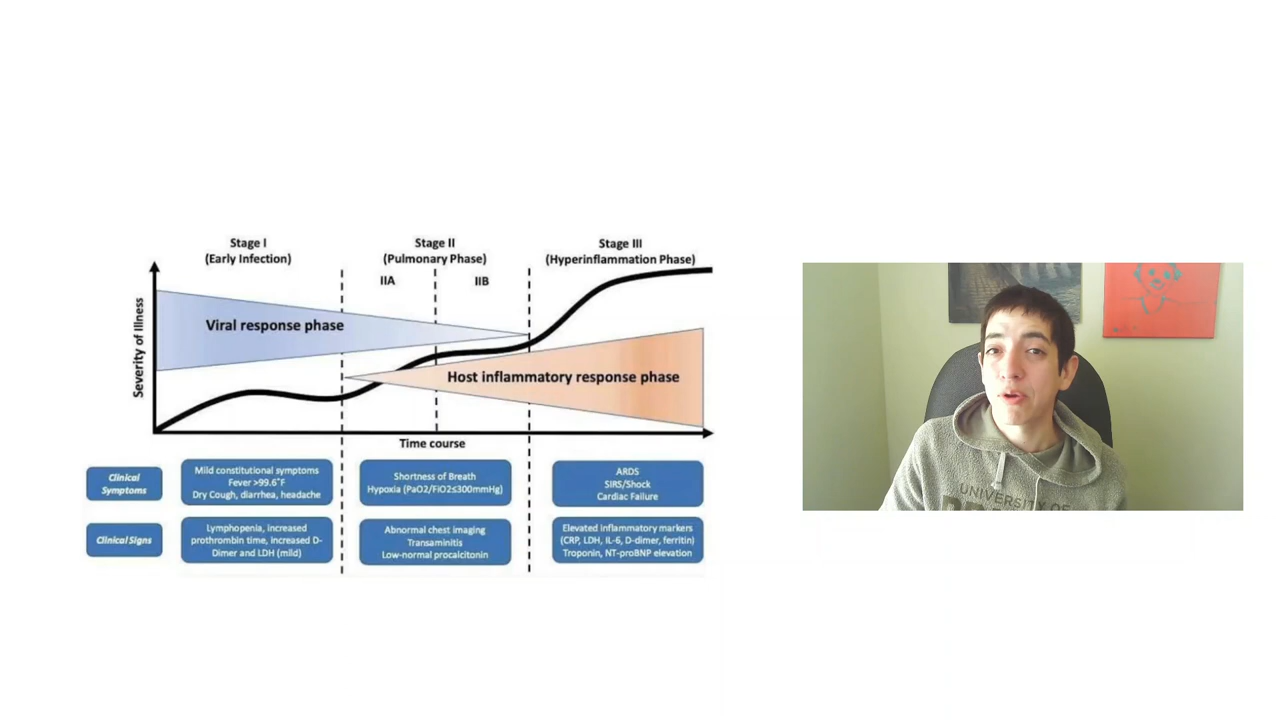 Stage I
(Early Infection)
Stage II
(Pulmonary Phase)
Stage III
(Hyperinflammation Phase)
IIA
IIB
Severity of Illness
Viral response phase
Host inflammatory response phase
Time course
Clinical
Symptoms
Mild constitutional symptoms
Fever >99.6°F
Dry Cough, diarrhea, headache
Shortness of Breath
Hypoxia (PaO2/FiO2≤300mmHg)
ARDS
SIRS/Shock
Cardiac Failure
Clinical Signs
Lymphopenia, increased
prothrombin time, increased D-
Dimer and LDH (mild)
Abnormal chest imaging
Transaminitis
Low-normal procalcitonin
Elevated inflammatory markers
(CRP, LDH, IL-6, D-dimer, ferritin)
Troponin, NT-proBNP elevation
UNIVERSITY OF